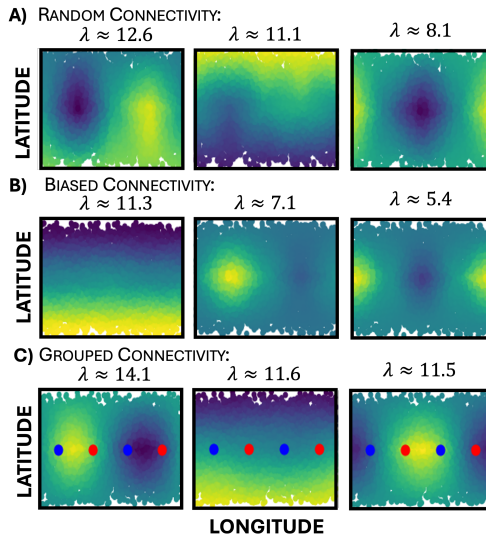 A) RANDOM CONNECTIVITY:
λ ≈ 12.6 λ ≈ 11.1 λ ≈ 8.1
LATITUDE
B) BIASED CONNECTIVITY:
λ ≈ 11.3 λ ≈ 7.1 λ ≈ 5.4
LATITUDE
C) GROUPED CONNECTIVITY:
λ ≈ 14.1 λ ≈ 11.6 λ ≈ 11.5
LATITUDE
LONGITUDE